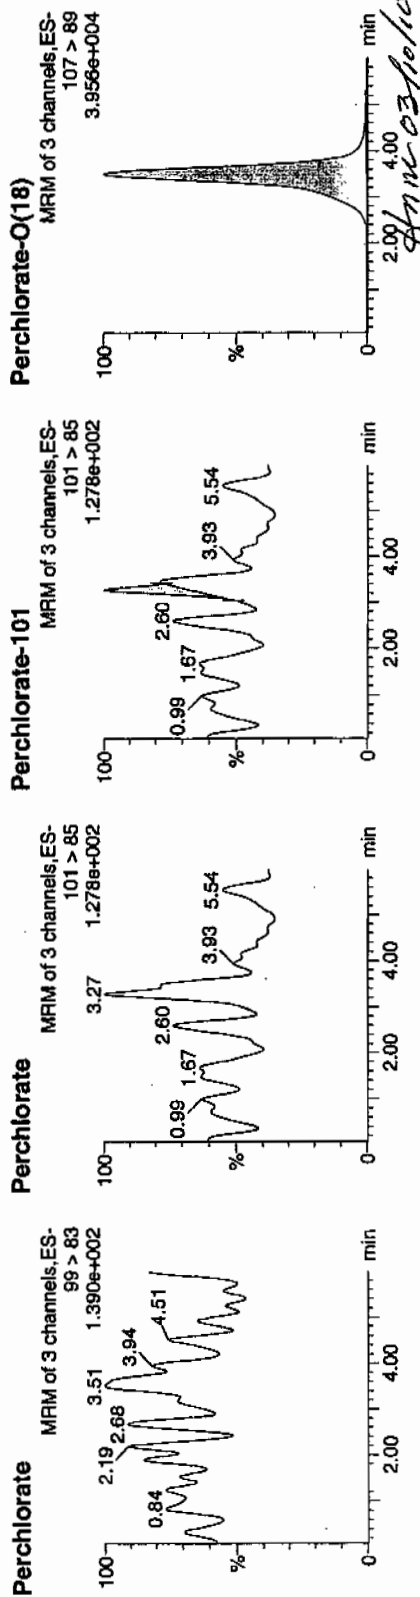 Perchlorate
MRM of 3 channels,ES-
99 > 83
1.390e+002
100
%
0
0.84
2.19
2.68
3.51
3.94
4.51
2.00
4.00
min
Perchlorate
MRM of 3 channels,ES-
101 > 85
1.278e+002
100
%
0
0.99
1.67
2.60
3.27
3.93
5.54
2.00
4.00
min
Perchlorate-101
MRM of 3 channels,ES-
101 > 85
1.278e+002
100
%
0
0.99
1.67
2.60
3.93
5.54
2.00
4.00
min
Perchlorate-O(18)
MRM of 3 channels,ES-
107 > 89
3.956e+004
100
%
0
2.00
4.00
min
03/10/10